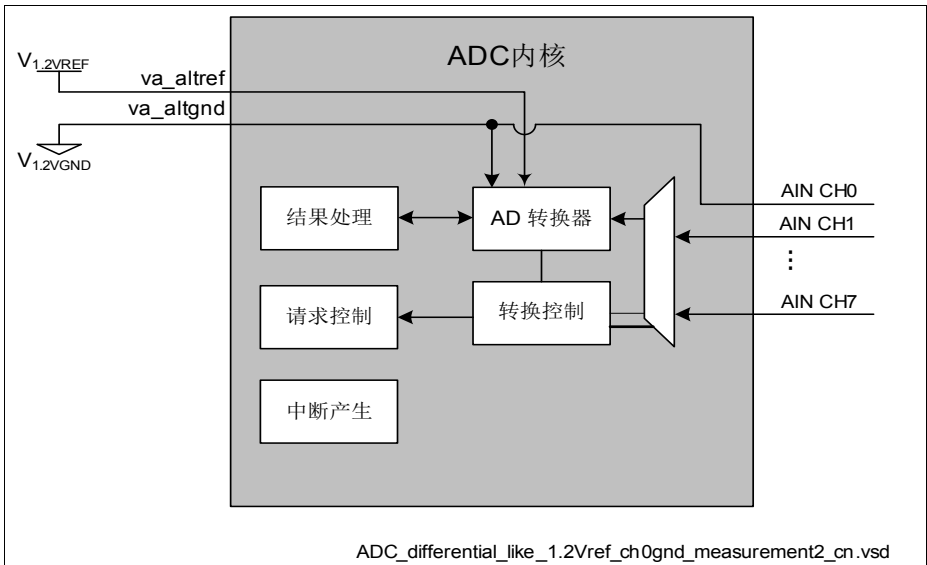 ADC内核
V1.2VREF
va_altref
va_altgnd
V1.2VGND
结果处理
AD 转换器
AIN CH0
AIN CH1
⋮
请求控制
转换控制
AIN CH7
中断产生
ADC_differential_like_1.2Vref_ch0gnd_measurement2_cn.vsd